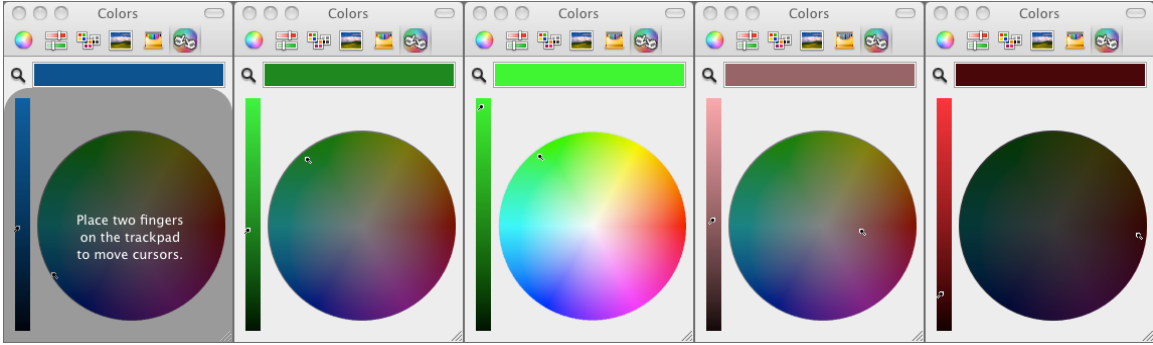 Colors
Colors
Colors
Colors
Colors
Place two fingers
on the trackpad
to move cursors.